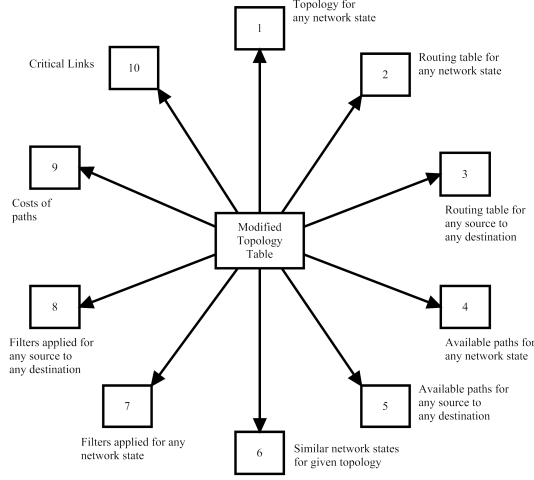 1
Topology for
any network state
2
Routing table for
any network state
3
Routing table for
any source to
any destination
4
Available paths for
any network state
5
Available paths for
any source to
any destination
6
Similar network states
for given topology
7
Filters applied for any
network state
8
Filters applied for
any source to
any destination
9
Costs of
paths
10
Critical Links
Modified
Topology
Table